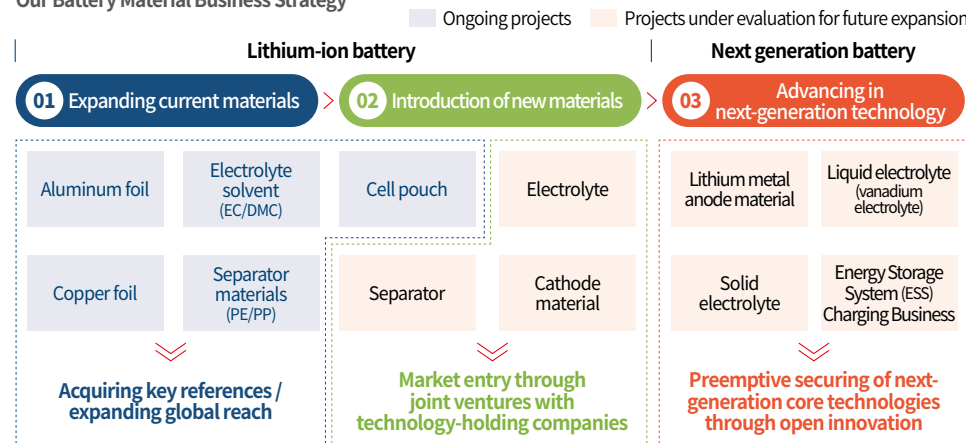 Our Battery Material Business Strategy
Ongoing projects
Projects under evaluation for future expansion
Lithium-ion battery
Next generation battery
01 Expanding current materials
02 Introduction of new materials
03 Advancing in
next-generation technology
Aluminum foil
Electrolyte
solvent
(EC/DMC)
Cell pouch
Electrolyte
Lithium metal
anode material
Liquid electrolyte
(vanadium
electrolyte)
Copper foil
Separator
materials
(PE/PP)
Separator
Cathode
material
Solid
electrolyte
Energy Storage
System (ESS)
Charging Business
Acquiring key references /
expanding global reach
Market entry through
joint ventures with
technology-holding companies
Preemptive securing of next-
generation core technologies
through open innovation